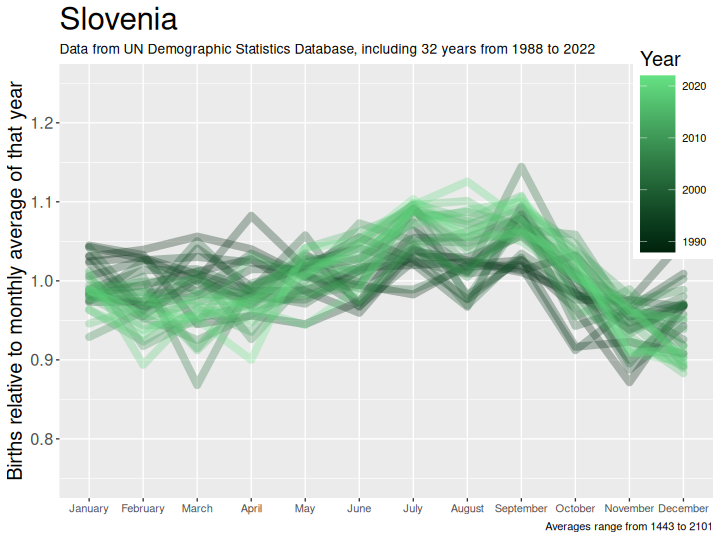 Slovenia
Data from UN Demographic Statistics Database, including 32 years from 1988 to 2022
Year
2020
2010
2000
1990
Births relative to monthly average of that year
1.2
1.1
1.0
0.9
0.8
January February March April May June July August September October November December
Averages range from 1443 to 2101